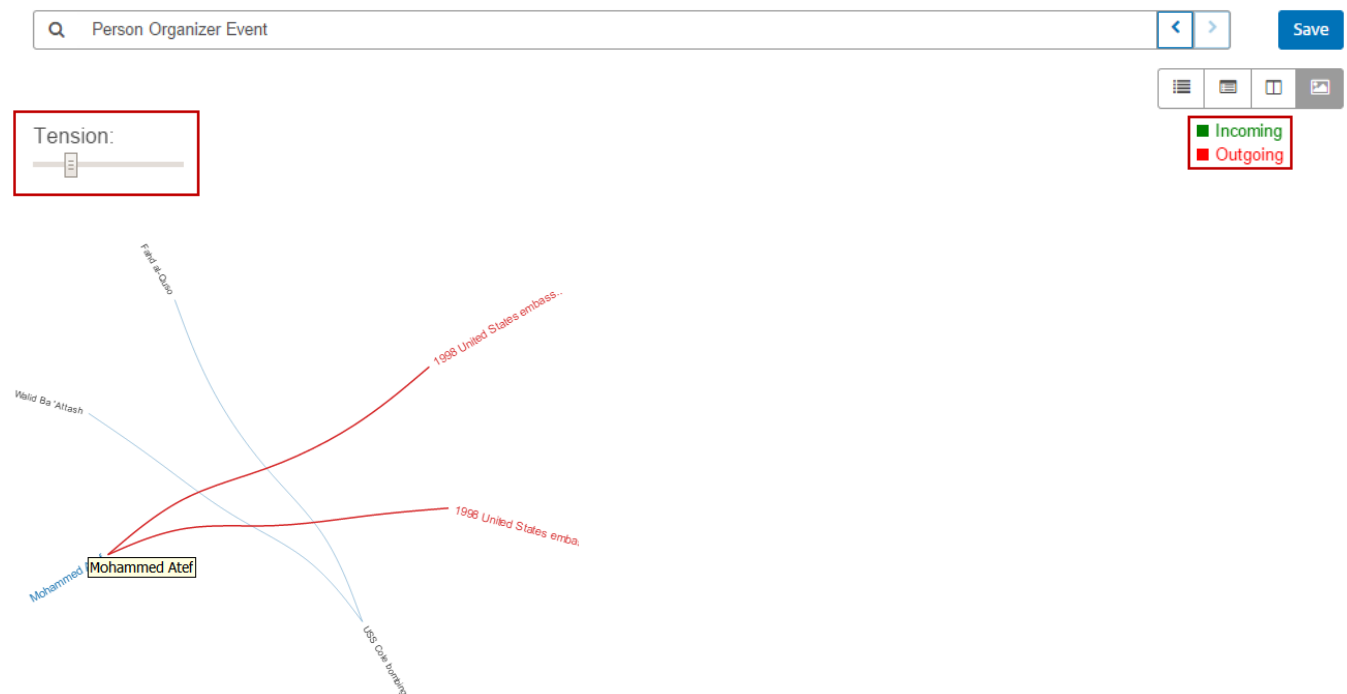 Person Organizer Event
Save
Tension:
Incoming
Outgoing
Fahd al-Quso
1998 United States embass...
Walid Ba 'Attash
1998 United States emba
Mohammed
Mohammed Atef
USS Cole bombing